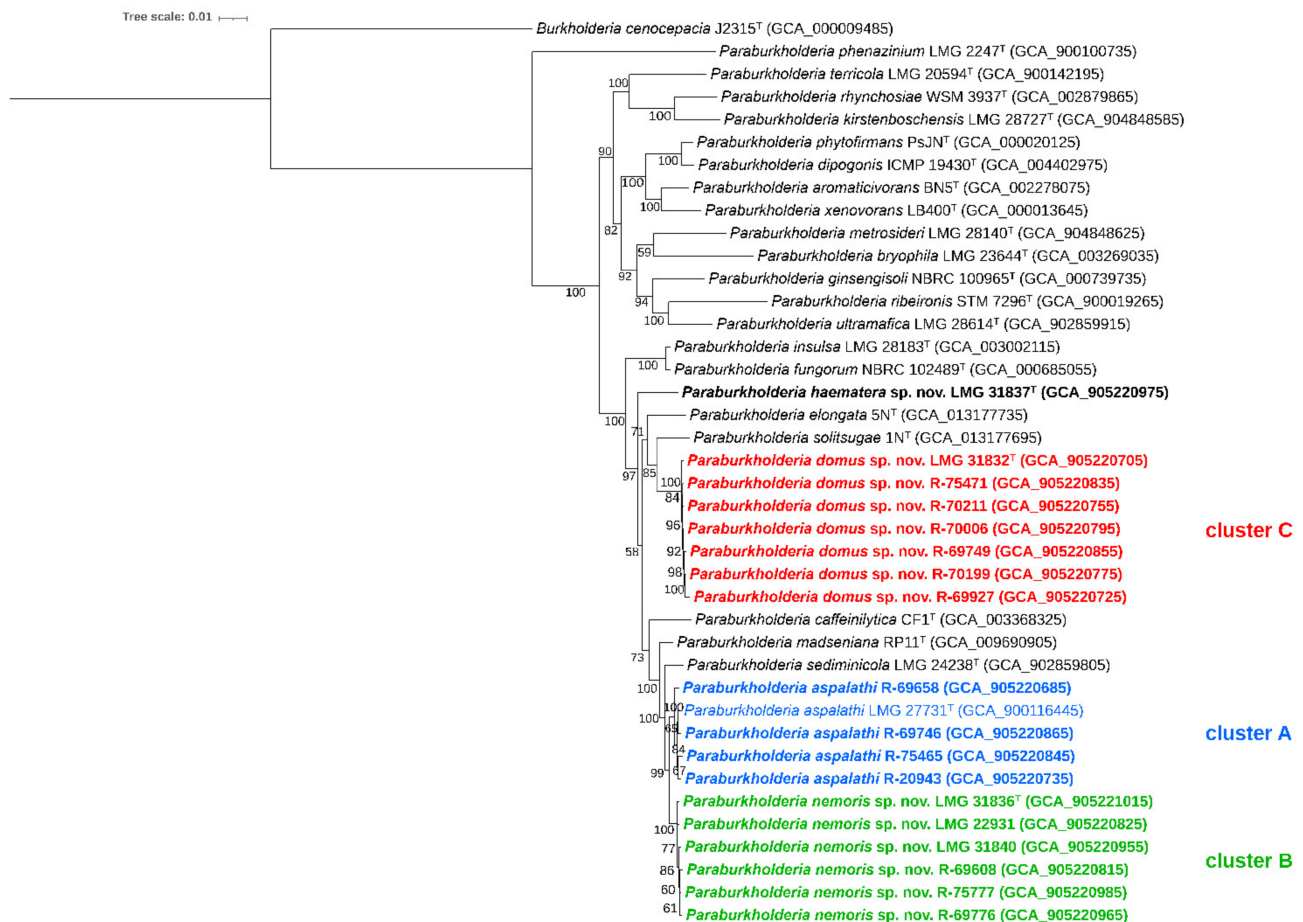 Tree scale: 0.01
Burkholderia cenocepacia J2315ᵀ (GCA_000009485)
Paraburkholderia phenazinium LMG 2247ᵀ (GCA_900100735)
100
Paraburkholderia terricola LMG 20594ᵀ (GCA_900142195)
Paraburkholderia rhynchosiae WSM 3937ᵀ (GCA_002879865)
100
Paraburkholderia kirstenboschensis LMG 28727ᵀ (GCA_904848585)
90
Paraburkholderia phytofirmans PsJNᵀ (GCA_000020125)
100
Paraburkholderia dipogonis ICMP 19430ᵀ (GCA_004402975)
100
Paraburkholderia aromaticivorans BN5ᵀ (GCA_002278075)
100
Paraburkholderia xenovorans LB400ᵀ (GCA_000013645)
82
Paraburkholderia metrosideri LMG 28140ᵀ (GCA_904848625)
59
Paraburkholderia bryophila LMG 23644ᵀ (GCA_003269035)
92
Paraburkholderia ginsengisoli NBRC 100965ᵀ (GCA_000739735)
100
94
Paraburkholderia ribeironis STM 7296ᵀ (GCA_900019265)
100
Paraburkholderia ultramafica LMG 28614ᵀ (GCA_902859915)
Paraburkholderia insulsa LMG 28183ᵀ (GCA_003002115)
100
Paraburkholderia fungorum NBRC 102489ᵀ (GCA_000685055)
Paraburkholderia haematera sp. nov. LMG 31837ᵀ (GCA_905220975)
100
Paraburkholderia elongata 5Nᵀ (GCA_013177735)
71
Paraburkholderia solitsugae 1Nᵀ (GCA_013177695)
Paraburkholderia domus sp. nov. LMG 31832ᵀ (GCA_905220705)
97
85
100
Paraburkholderia domus sp. nov. R-75471 (GCA_905220835)
84
Paraburkholderia domus sp. nov. R-70211 (GCA_905220755)
96
Paraburkholderia domus sp. nov. R-70006 (GCA_905220795)
cluster C
58
92
Paraburkholderia domus sp. nov. R-69749 (GCA_905220855)
98
Paraburkholderia domus sp. nov. R-70199 (GCA_905220775)
100
Paraburkholderia domus sp. nov. R-69927 (GCA_905220725)
Paraburkholderia caffeinilytica CF1ᵀ (GCA_003368325)
Paraburkholderia madseniana RP11ᵀ (GCA_009690905)
73
Paraburkholderia sediminicola LMG 24238ᵀ (GCA_902859805)
100
Paraburkholderia aspalathi R-69658 (GCA_905220685)
100
100
Paraburkholderia aspalathi LMG 27731ᵀ (GCA_900116445)
65
Paraburkholderia aspalathi R-69746 (GCA_905220865)
cluster A
84
Paraburkholderia aspalathi R-75465 (GCA_905220845)
99
67
Paraburkholderia aspalathi R-20943 (GCA_905220735)
Paraburkholderia nemoris sp. nov. LMG 31836ᵀ (GCA_905221015)
100
Paraburkholderia nemoris sp. nov. LMG 22931 (GCA_905220825)
77
Paraburkholderia nemoris sp. nov. LMG 31840 (GCA_905220955)
cluster B
86
Paraburkholderia nemoris sp. nov. R-69608 (GCA_905220815)
60
Paraburkholderia nemoris sp. nov. R-75777 (GCA_905220985)
61
Paraburkholderia nemoris sp. nov. R-69776 (GCA_905220965)